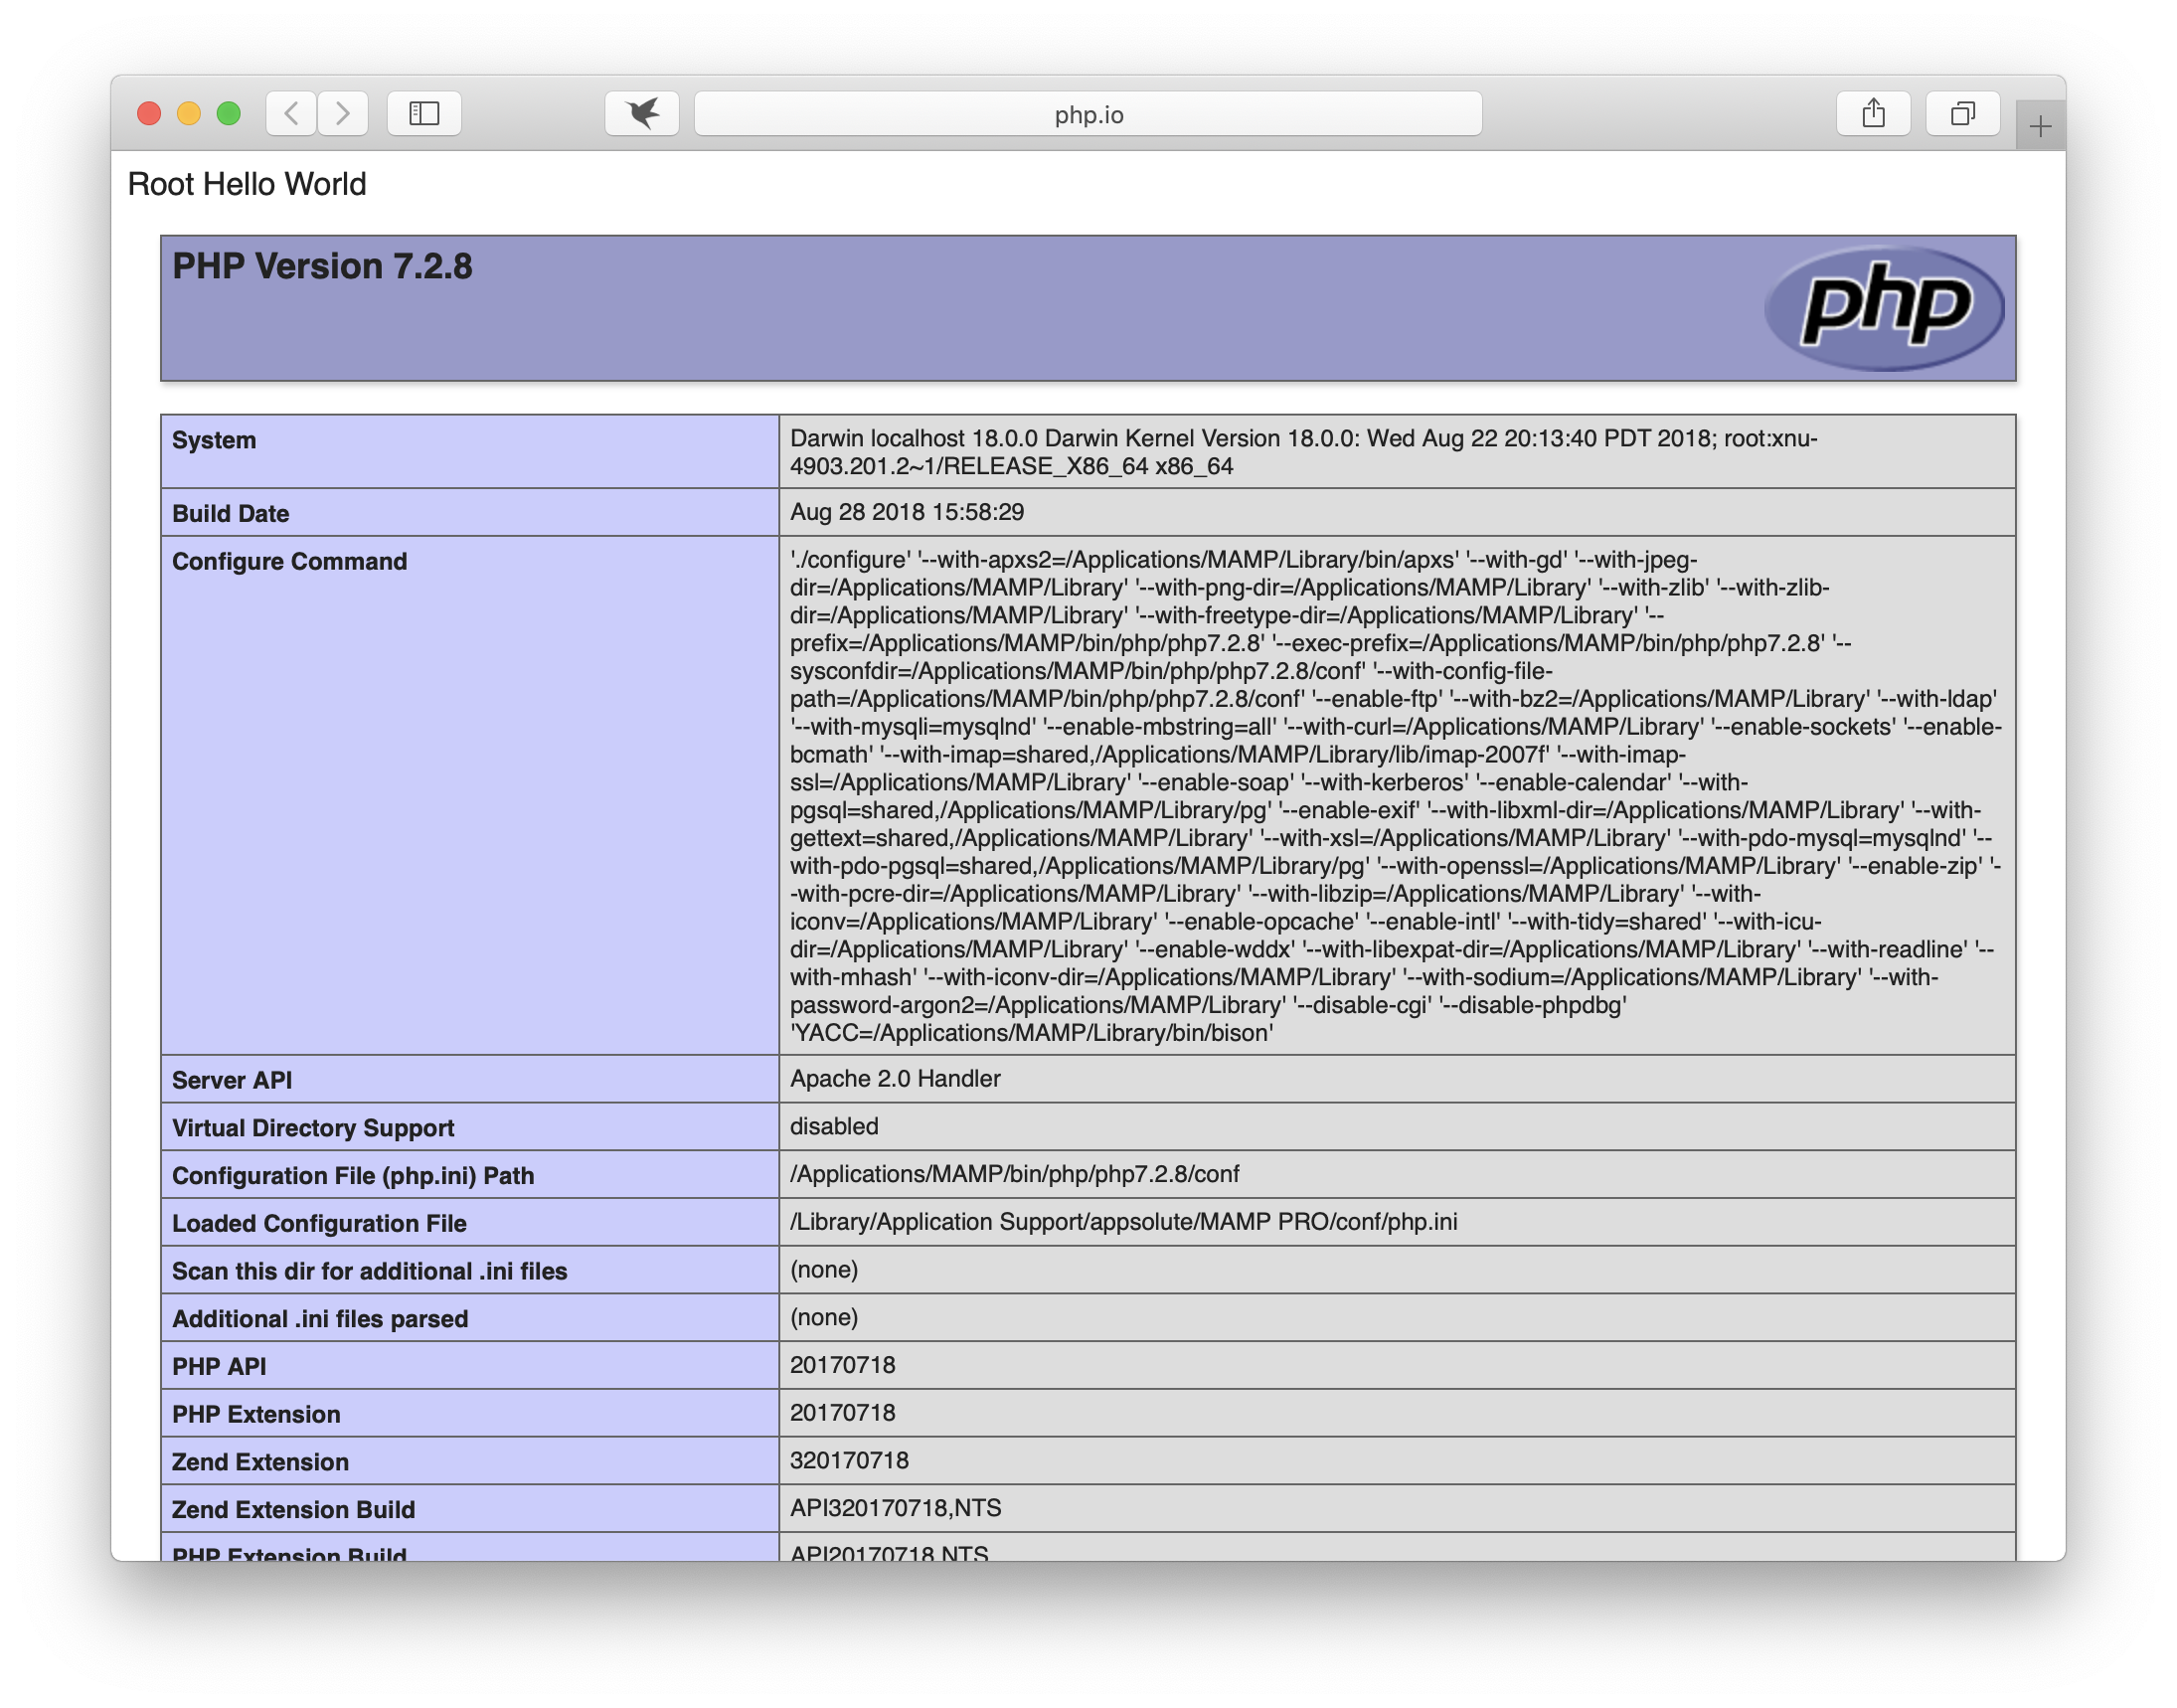 php.io
Root Hello World
PHP Version 7.2.8
php
System
Darwin localhost 18.0.0 Darwin Kernel Version 18.0.0: Wed Aug 22 20:13:40 PDT 2018; root:xnu-
4903.201.2~1/RELEASE_X86_64 x86_64
Build Date
Aug 28 2018 15:58:29
Configure Command
'./configure' '--with-apxs2=/Applications/MAMP/Library/bin/apxs' '--with-gd' '--with-jpeg-
dir=/Applications/MAMP/Library' '--with-png-dir=/Applications/MAMP/Library' '--with-zlib' '--with-zlib-
dir=/Applications/MAMP/Library' '--with-freetype-dir=/Applications/MAMP/Library' '--
prefix=/Applications/MAMP/bin/php/php7.2.8' '--exec-prefix=/Applications/MAMP/bin/php/php7.2.8' '--
sysconfdir=/Applications/MAMP/bin/php/php7.2.8/conf' '--with-config-file-
path=/Applications/MAMP/bin/php/php7.2.8/conf' '--enable-ftp' '--with-bz2=/Applications/MAMP/Library' '--with-ldap'
'--with-mysqli=mysqlnd' '--enable-mbstring=all' '--with-curl=/Applications/MAMP/Library' '--enable-sockets' '--enable-
bcmath' '--with-imap=shared,/Applications/MAMP/Library/lib/imap-2007f' '--with-imap-
ssl=/Applications/MAMP/Library' '--enable-soap' '--with-kerberos' '--enable-calendar' '--with-
pgsql=shared,/Applications/MAMP/Library/pg' '--enable-exif' '--with-libxml-dir=/Applications/MAMP/Library' '--with-
gettext=shared,/Applications/MAMP/Library' '--with-xsl=/Applications/MAMP/Library' '--with-pdo-mysql=mysqlnd' '--
with-pdo-pgsql=shared,/Applications/MAMP/Library/pg' '--with-openssl=/Applications/MAMP/Library' '--enable-zip' '-
-with-pcre-dir=/Applications/MAMP/Library' '--with-libzip=/Applications/MAMP/Library' '--with-
iconv=/Applications/MAMP/Library' '--enable-opcache' '--enable-intl' '--with-tidy=shared' '--with-icu-
dir=/Applications/MAMP/Library' '--enable-wddx' '--with-libexpat-dir=/Applications/MAMP/Library' '--with-readline' '--
with-mhash' '--with-iconv-dir=/Applications/MAMP/Library' '--with-sodium=/Applications/MAMP/Library' '--with-
password-argon2=/Applications/MAMP/Library' '--disable-cgi' '--disable-phpdbg'
'YACC=/Applications/MAMP/Library/bin/bison'
Server API
Apache 2.0 Handler
Virtual Directory Support
disabled
Configuration File (php.ini) Path
/Applications/MAMP/bin/php/php7.2.8/conf
Loaded Configuration File
/Library/Application Support/appsolute/MAMP PRO/conf/php.ini
Scan this dir for additional .ini files
(none)
Additional .ini files parsed
(none)
PHP API
20170718
PHP Extension
20170718
Zend Extension
320170718
Zend Extension Build
API320170718,NTS
PHP Extension Build
API20170718,NTS